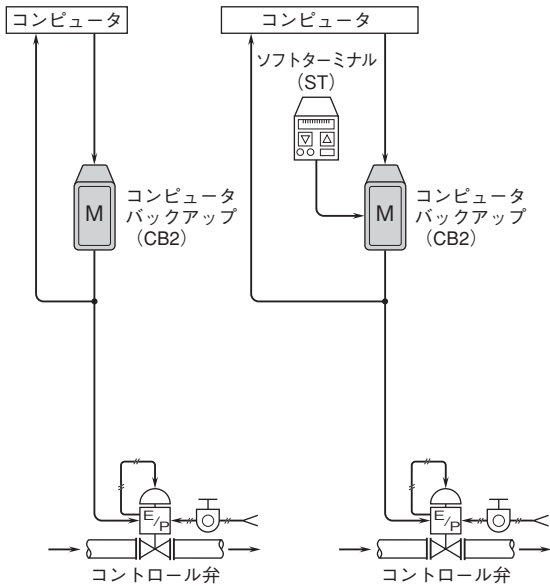 コンピュータ
M
コンピュータ
バックアップ
（CB2）
E/P
コントロール弁
コンピュータ
ソフトターミナル
（ST）
M
コンピュータ
バックアップ
（CB2）
E/P
コントロール弁